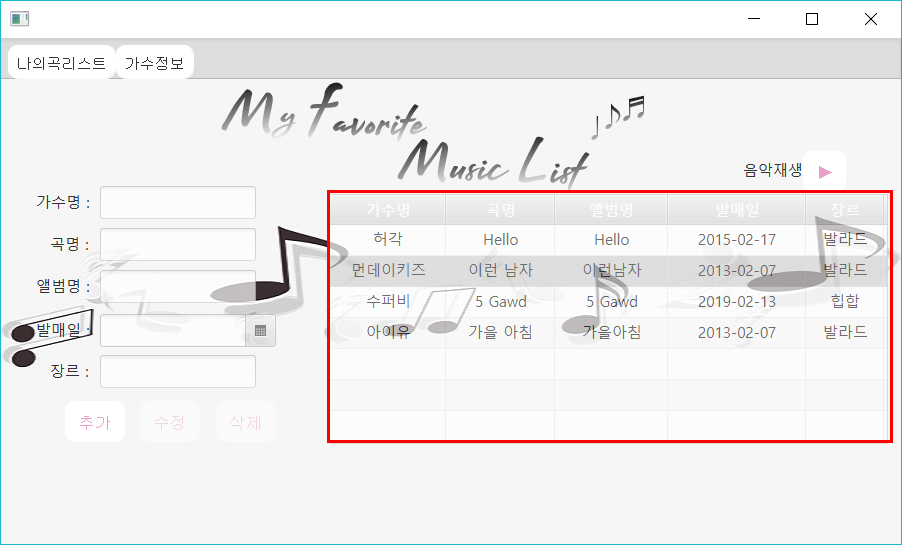 나의곡리스트 가수정보
My Favorite
Music List
음악재생 ▶
가수명 :
곡명 :
앨범명 :
발매일 :
장르 :
추가 수정 삭제
가수명 곡명 앨범명 발매일 장르
허각 Hello Hello 2015-02-17 발라드
먼데이키즈 이런 남자 이런남자 2013-02-07 발라드
수퍼비 5 Gawd 5 Gawd 2019-02-13 힙합
아이유 가을 아침 가을아침 2013-02-07 발라드